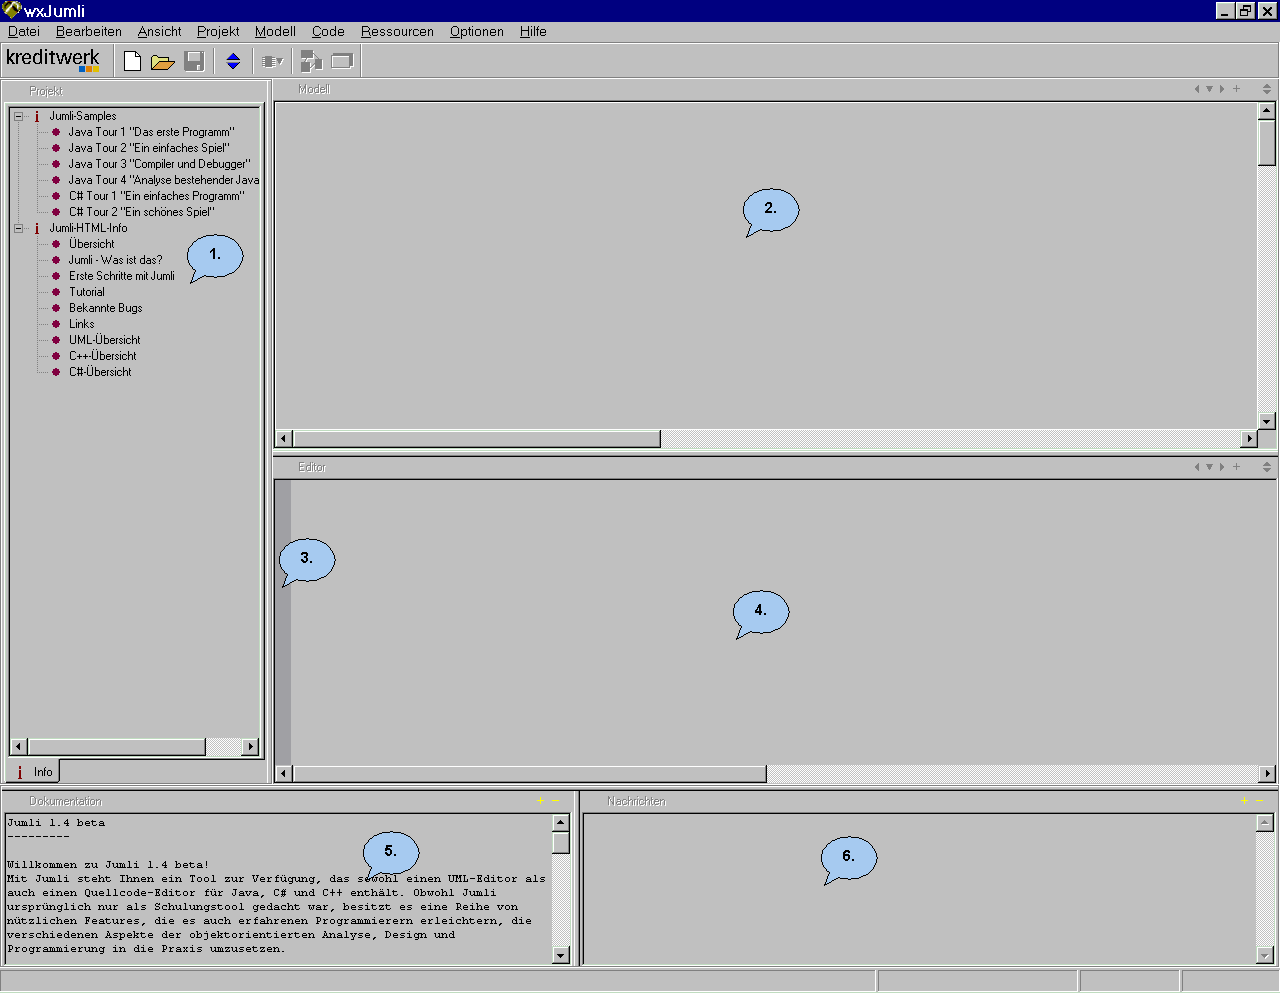 wxJumli
Datei Bearbeiten Ansicht Projekt Modell Code Ressourcen Optionen Hilfe
kreditwerk
Projekt
Jumli-Samples
Java Tour 1 "Das erste Programm"
Java Tour 2 "Ein einfaches Spiel"
Java Tour 3 "Compiler und Debugger"
Java Tour 4 "Analyse bestehender Java
C# Tour 1 "Ein einfaches Programm"
C# Tour 2 "Ein schönes Spiel"
Jumli-HTML-Info
Übersicht
Jumli - Was ist das?
Erste Schritte mit Jumli
Tutorial
Bekannte Bugs
Links
UML-Übersicht
C++-Übersicht
C#-Übersicht
1.
Info
Modell
2.
Editor
3.
4.
Dokumentation
Jumli 1.4 beta
---------
Willkommen zu Jumli 1.4 beta!
Mit Jumli steht Ihnen ein Tool zur Verfügung, das sowohl einen UML-Editor als
auch einen Quellcode-Editor für Java, C# und C++ enthält. Obwohl Jumli
ursprünglich nur als Schulungstool gedacht war, besitzt es eine Reihe von
nützlichen Features, die es auch erfahrenen Programmierern erleichtern, die
verschiedenen Aspekte der objektorientierten Analyse, Design und
Programmierung in die Praxis umzusetzen.
5.
Nachrichten
6.